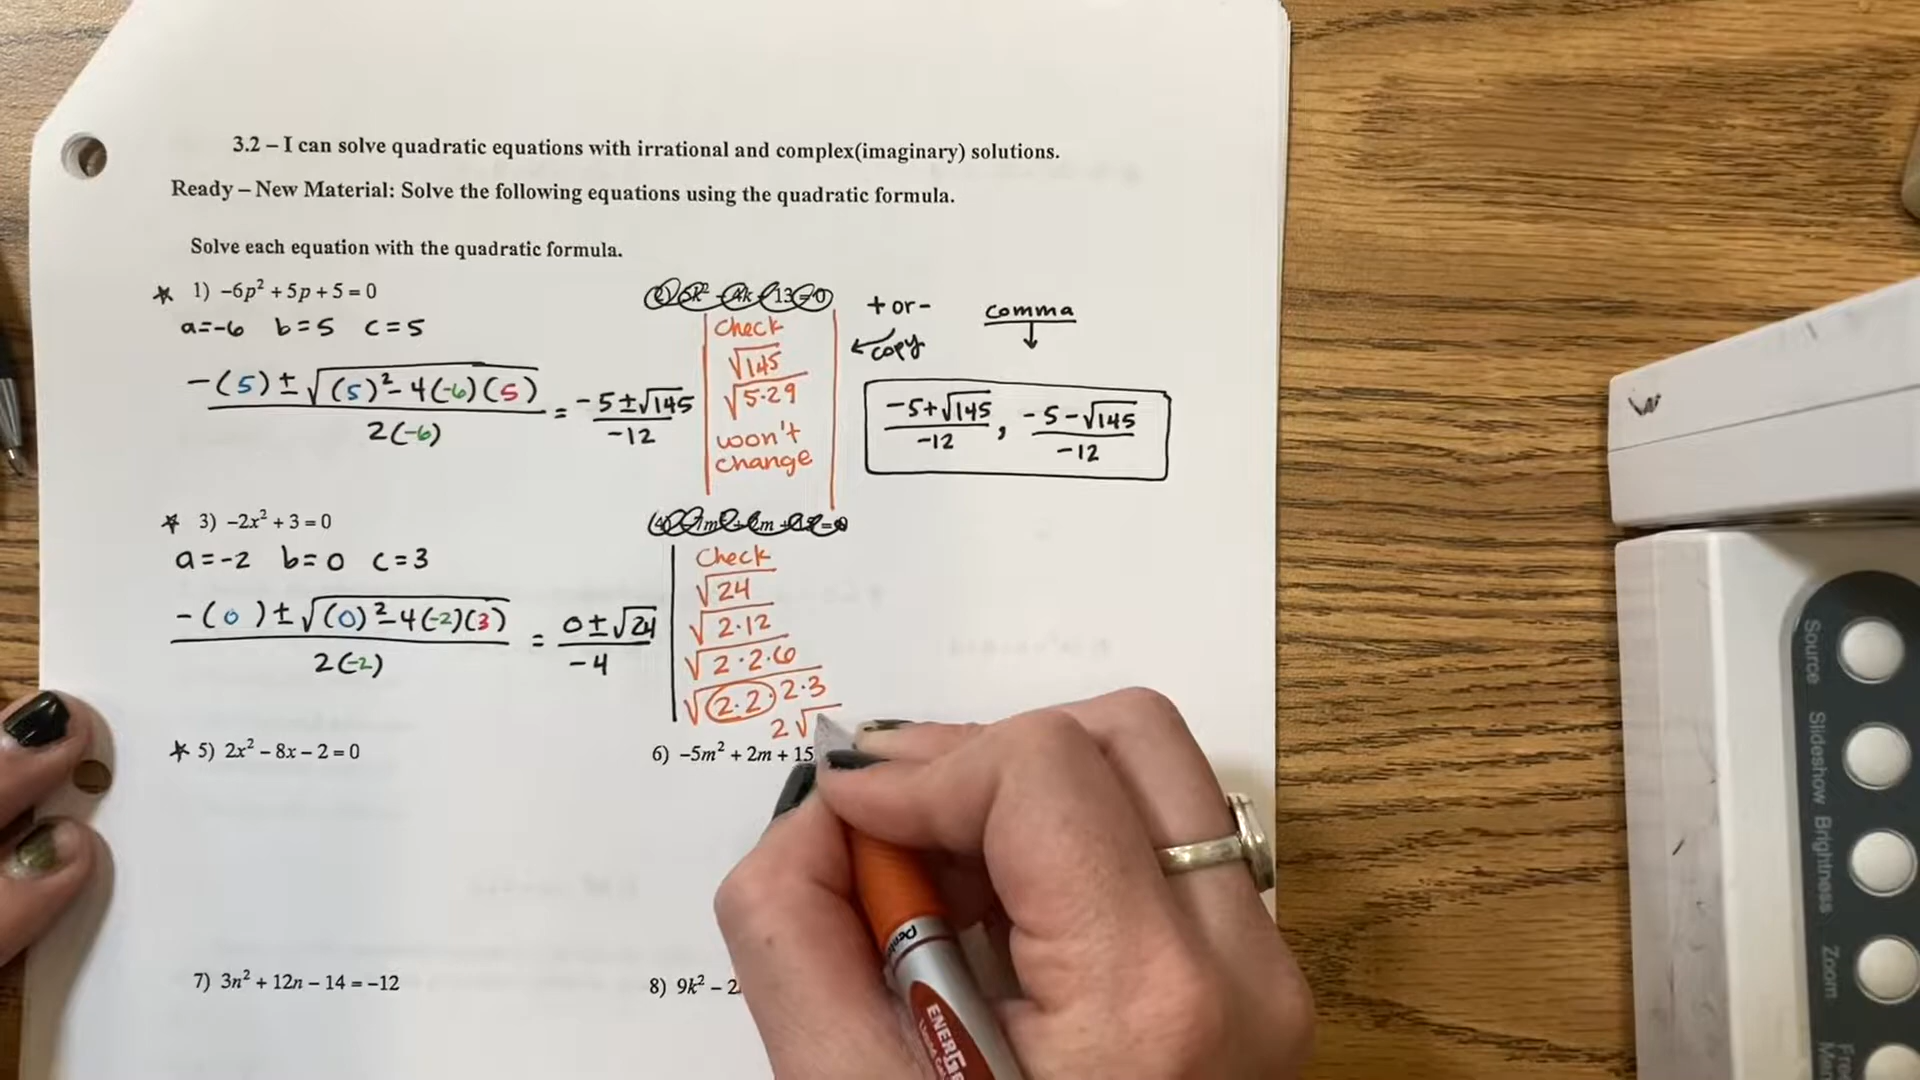 3.2 – I can solve quadratic equations with irrational and complex(imaginary) solutions.
Ready – New Material: Solve the following equations using the quadratic formula.
Solve each equation with the quadratic formula.
1) -6p² + 5p + 5 = 0
a=-6 b=5 c=5
-(5)±√(5)²-4(-6)(5)
2(-6)
= -5±√145
-12
Check
√145
√5·29
won't
change
+ or -
copy
comma
-5+√145
-12
,
-5-√145
-12
3) -2x² + 3 = 0
a=-2 b=0 c=3
-(0)±√(0)²-4(-2)(3)
2(-2)
= 0±√24
-4
Check
√24
√2·12
√2·2·6
√2·2·2·3
2√
5) 2x² - 8x - 2 = 0
6) -5m² + 2m + 15
7) 3n² + 12n - 14 = -12
8) 9k² - 2
Source
Slideshow
Brightness
Zoom
ENERG